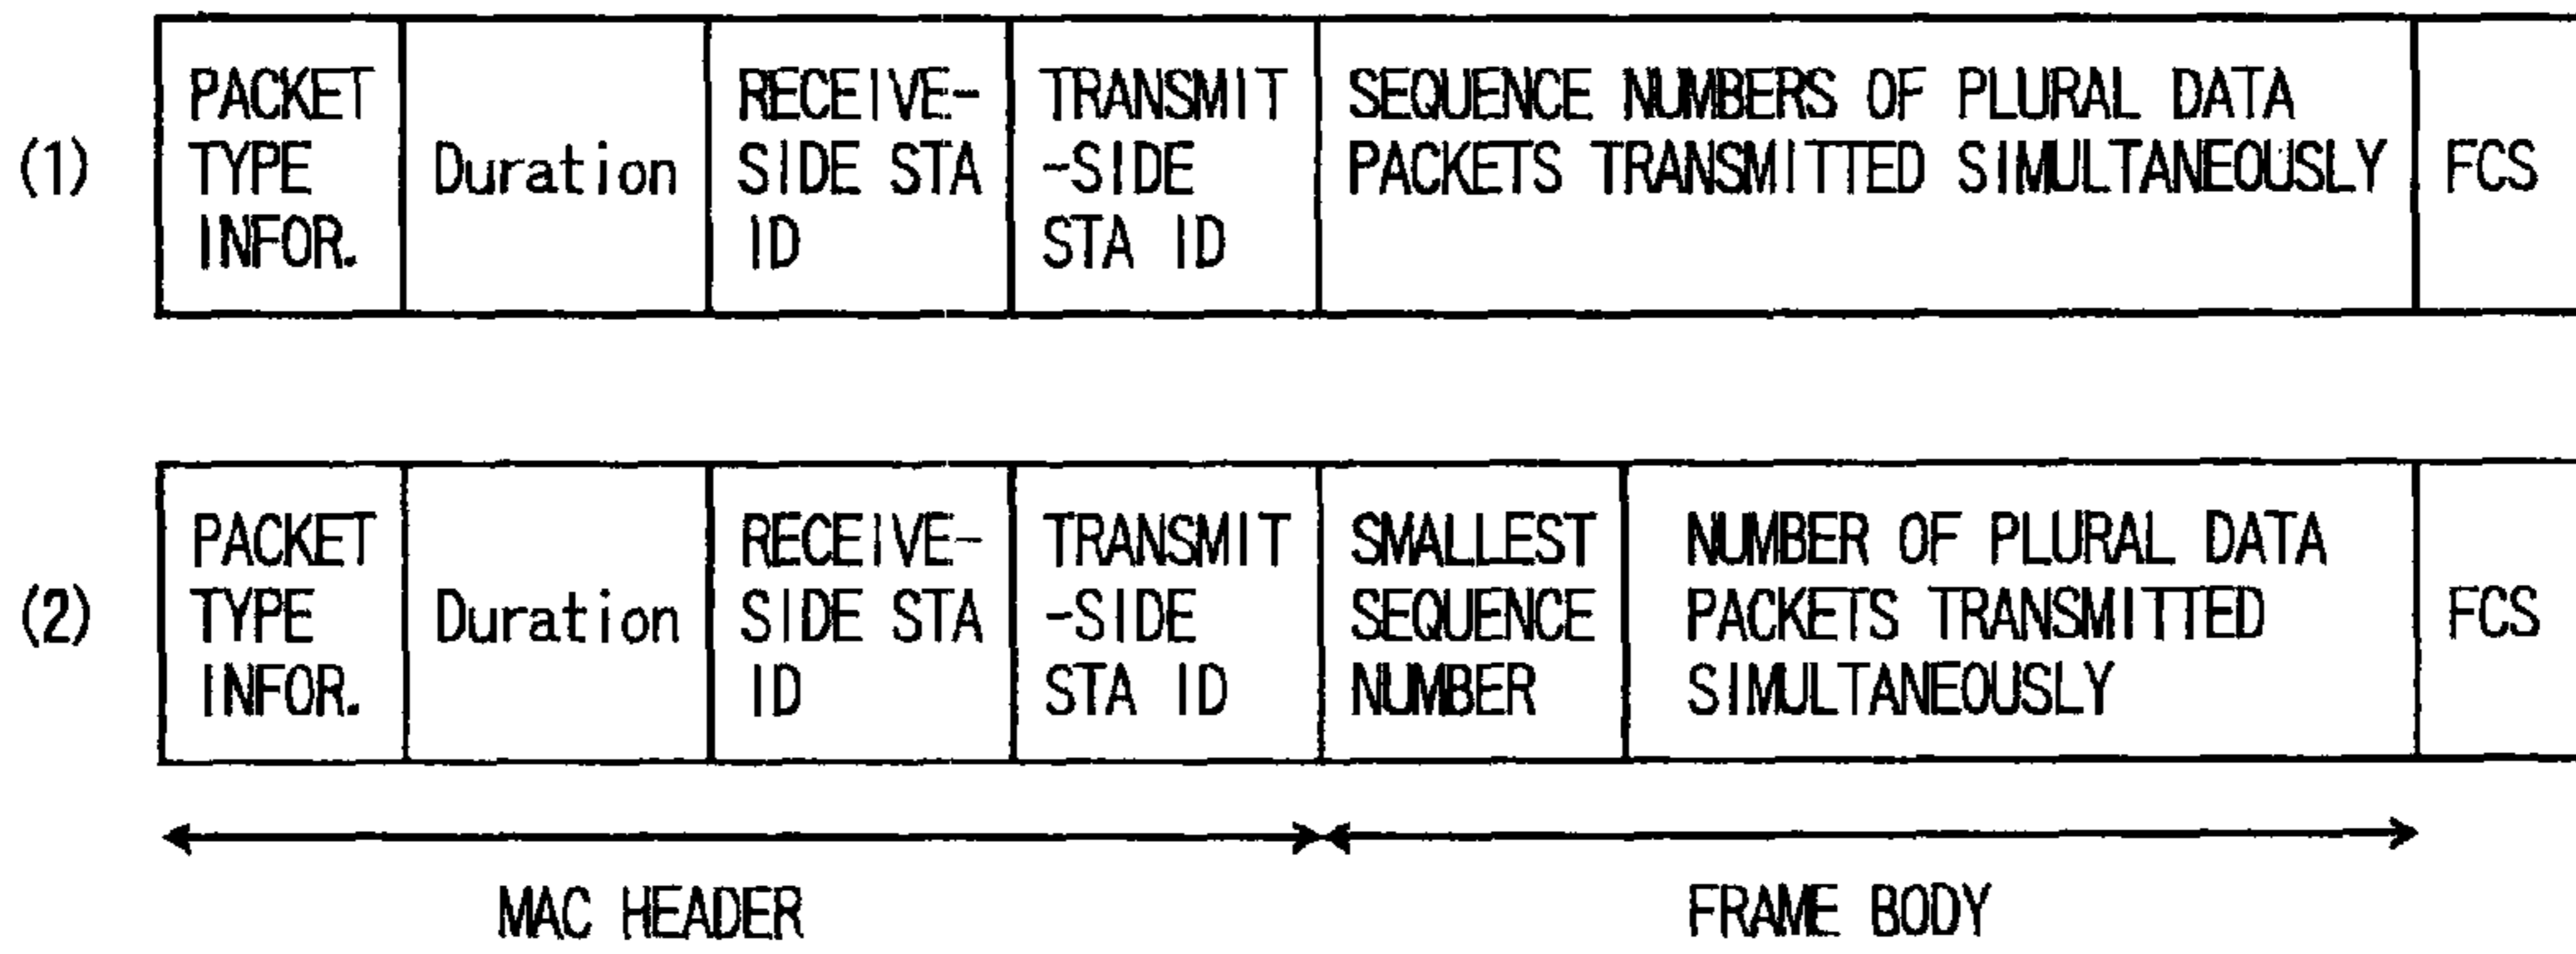 (1)
PACKET
TYPE
INFOR.
Duration
RECEIVE-
SIDE STA
ID
TRANSMIT
-SIDE
STA ID
SEQUENCE NUMBERS OF PLURAL DATA
PACKETS TRANSMITTED SIMULTANEOUSLY
FCS
(2)
PACKET
TYPE
INFOR.
Duration
RECEIVE-
SIDE STA
ID
TRANSMIT
-SIDE
STA ID
SMALLEST
SEQUENCE
NUMBER
NUMBER OF PLURAL DATA
PACKETS TRANSMITTED
SIMULTANEOUSLY
FCS
MAC HEADER
FRAME BODY